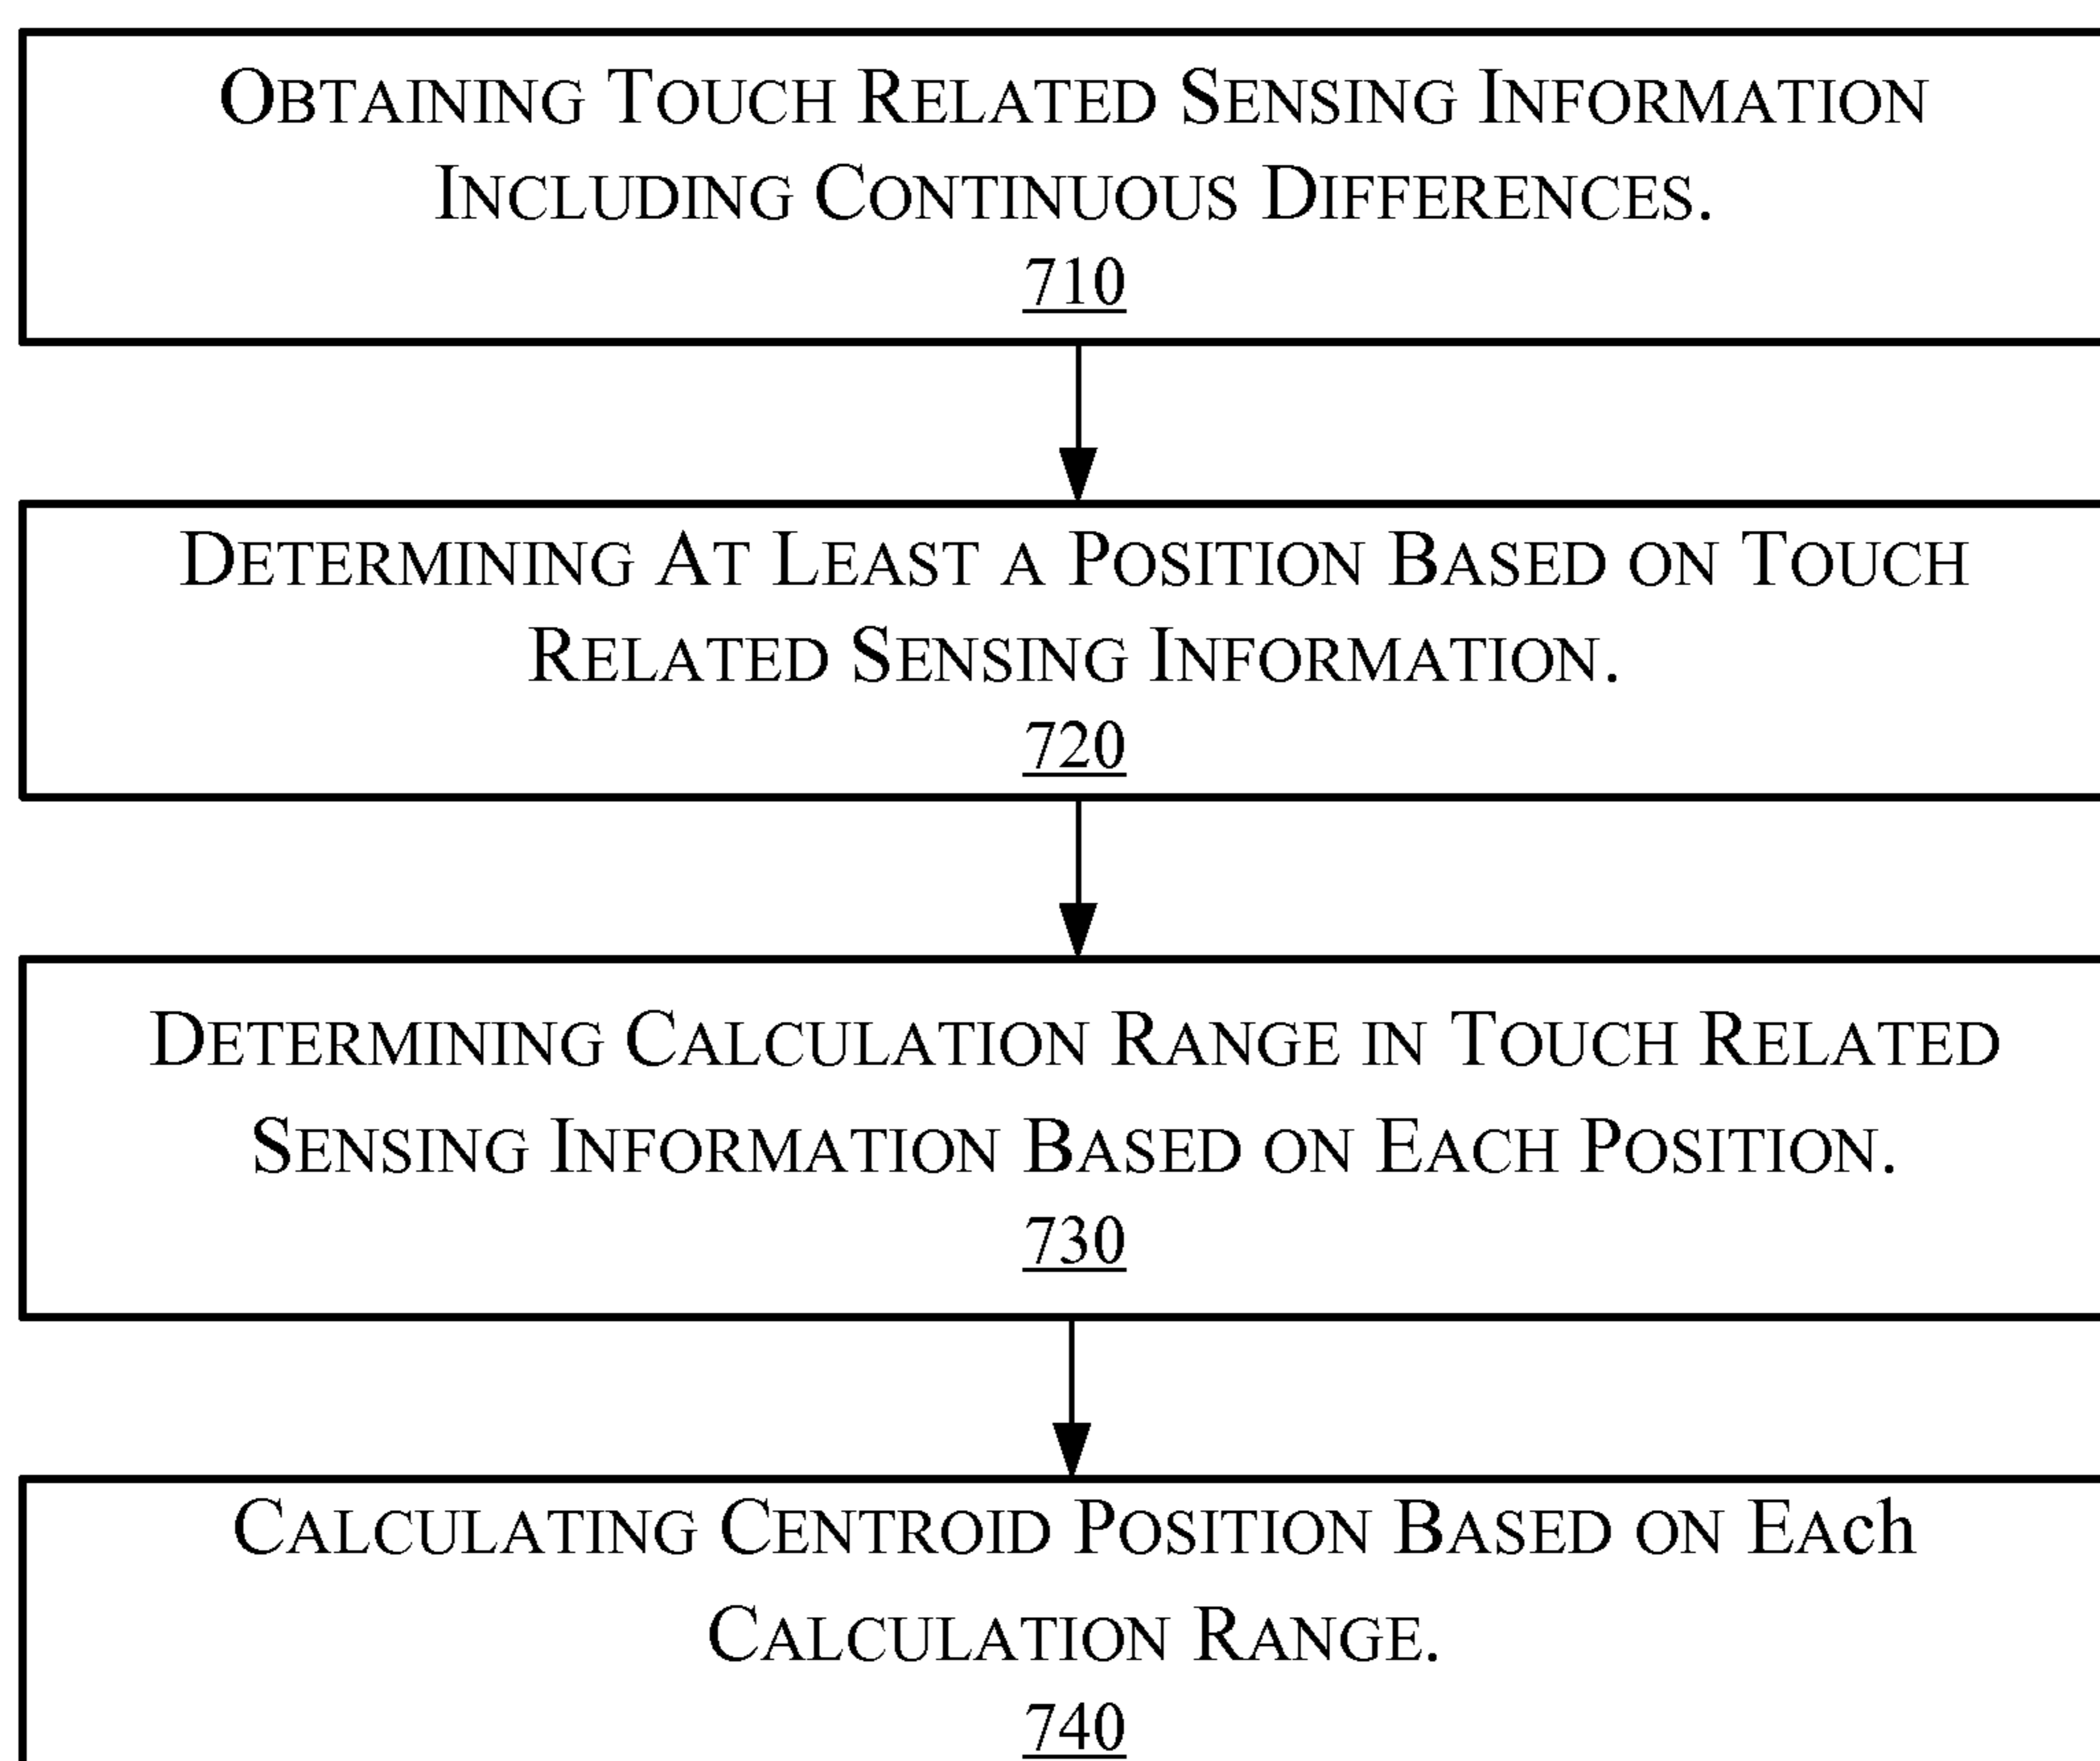 OBTAINING TOUCH RELATED SENSING INFORMATION
INCLUDING CONTINUOUS DIFFERENCES.
710
DETERMINING AT LEAST A POSITION BASED ON TOUCH
RELATED SENSING INFORMATION.
720
DETERMINING CALCULATION RANGE IN TOUCH RELATED
SENSING INFORMATION BASED ON EACH POSITION.
730
CALCULATING CENTROID POSITION BASED ON EAch
CALCULATION RANGE.
740